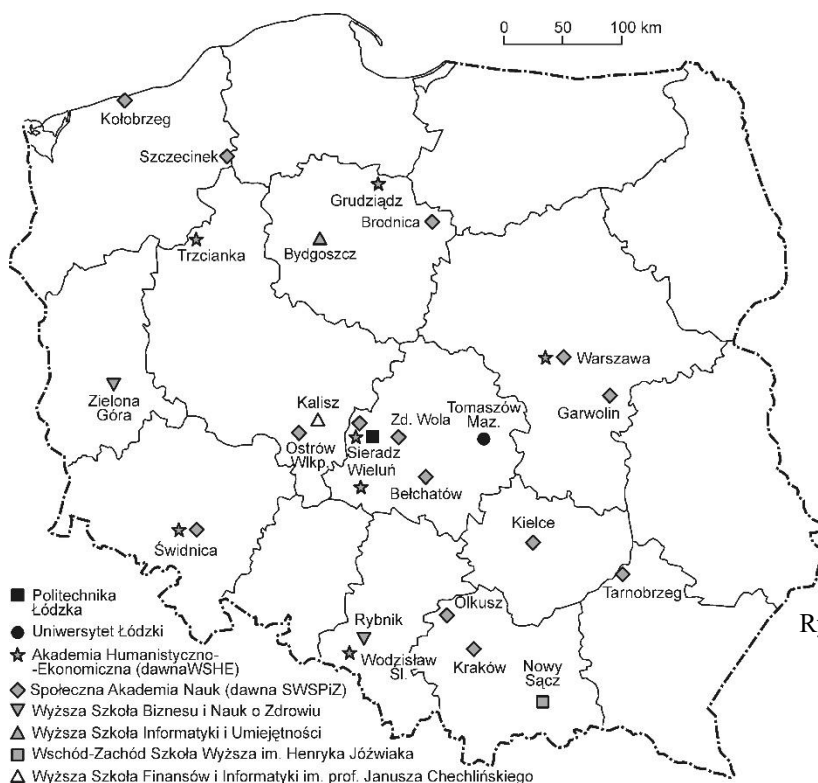 0 50 100 km
Kołobrzeg
Szczecinek
Grudziądz
Brodnica
Trzcianka
Bydgoszcz
Warszawa
Garwolin
Zielona
Góra
Kalisz
Ostrów
Wlkp.
Zd. Wola
Tomaszów
Maz.
Sieradz
Wieluń
Bełchatów
Świdnica
Kielce
Tarnobrzeg
Olkusz
Rybnik
Wodzisław
Śl.
Kraków
Nowy
Sącz
Politechnika
Łódzka
Uniwersytet Łódzki
Akademia Humanistyczno-
-Ekonomiczna (dawnaWSHE)
Społeczna Akademia Nauk (dawna SWSPiZ)
Wyższa Szkoła Biznesu i Nauk o Zdrowiu
Wyższa Szkoła Informatyki i Umiejętności
Wschód-Zachód Szkoła Wyższa im. Henryka Jóźwiaka
Wyższa Szkoła Finansów i Informatyki im. prof. Janusza Chechlińskiego